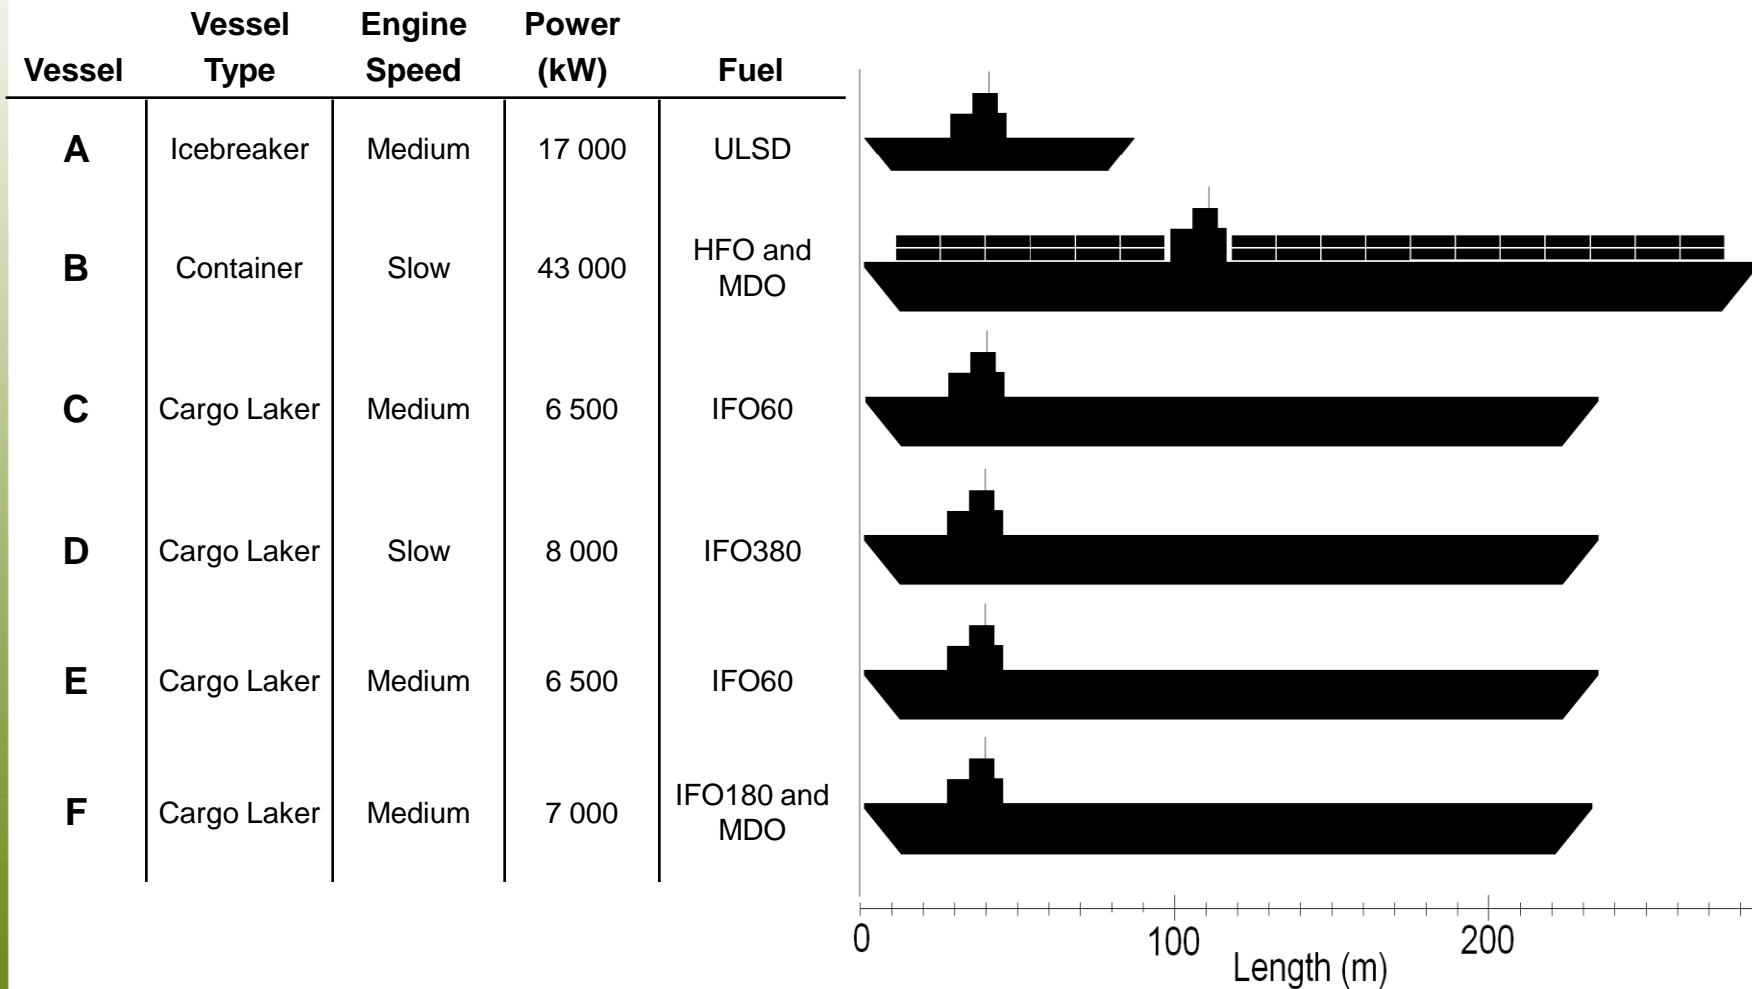 Vessel
Vessel Type
Engine Speed
Power (kW)
Fuel
A Icebreaker Medium 17 000 ULSD
B Container Slow 43 000 HFO and MDO
C Cargo Laker Medium 6 500 IFO60
D Cargo Laker Slow 8 000 IFO380
E Cargo Laker Medium 6 500 IFO60
F Cargo Laker Medium 7 000 IFO180 and MDO
0 100 200
Length (m)